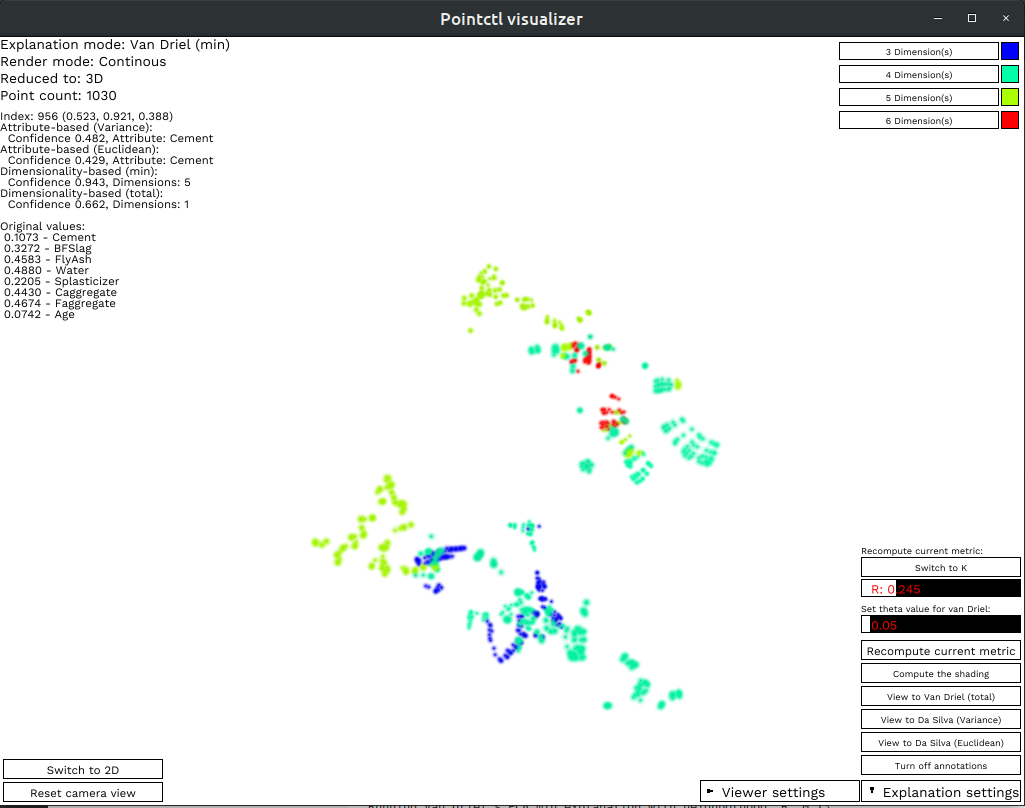 Pointctl visualizer
Explanation mode: Van Driel (min)
Render mode: Continous
Reduced to: 3D
Point count: 1030
Index: 956 (0.523, 0.921, 0.388)
Attribute-based (Variance):
Confidence 0.482, Attribute: Cement
Attribute-based (Euclidean):
Confidence 0.429, Attribute: Cement
Dimensionality-based (min):
Confidence 0.943, Dimensions: 5
Dimensionality-based (total):
Confidence 0.662, Dimensions: 1
Original values:
0.1073 - Cement
0.3272 - BFSlag
0.4583 - FlyAsh
0.4880 - Water
0.2205 - Splasticizer
0.4430 - Caggregate
0.4674 - Faggregate
0.0742 - Age
3 Dimension(s)
4 Dimension(s)
5 Dimension(s)
6 Dimension(s)
Recompute current metric:
Switch to K
R: 0.245
Set theta value for van Driel:
0.05
Recompute current metric
Compute the shading
View to Van Driel (total)
View to Da Silva (Variance)
View to Da Silva (Euclidean)
Turn off annotations
Switch to 2D
Reset camera view
Viewer settings
Explanation settings